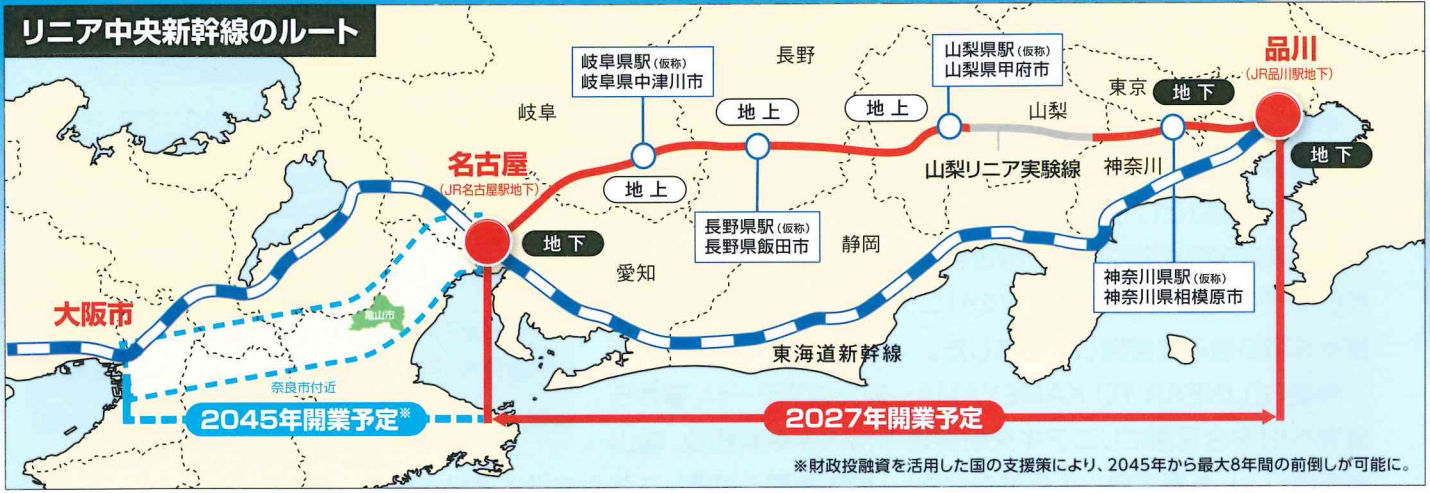 リニア中央新幹線のルート
岐阜県駅(仮称)
岐阜県中津川市
長野
山梨県駅(仮称)
山梨県甲府市
品川
(JR品川駅地下)
東京
地下
地上
地上
山梨
岐阜
名古屋
(JR名古屋駅地下)
地上
山梨リニア実験線
神奈川
地下
長野県駅(仮称)
長野県飯田市
地下
静岡
愛知
神奈川県駅(仮称)
神奈川県相模原市
大阪市
亀山市
東海道新幹線
奈良市付近
2045年開業予定※
2027年開業予定
※財政投融資を活用した国の支援策により、2045年から最大8年間の前倒しが可能に。